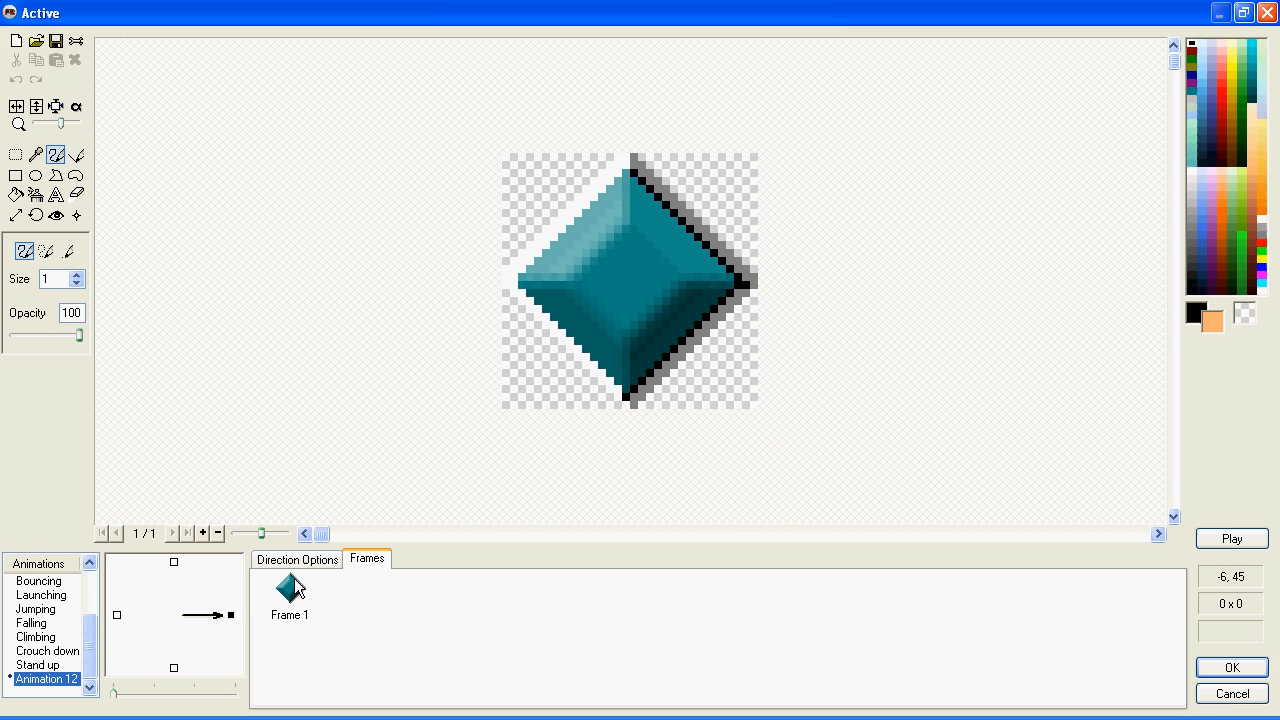 Active
Size 1
Opacity 100
1 / 1
Direction Options
Frames
Play
Animations
Bouncing
Launching
Jumping
Falling
Climbing
Crouch down
Stand up
Animation 12
Frame 1
-6, 45
0 x 0
OK
Cancel